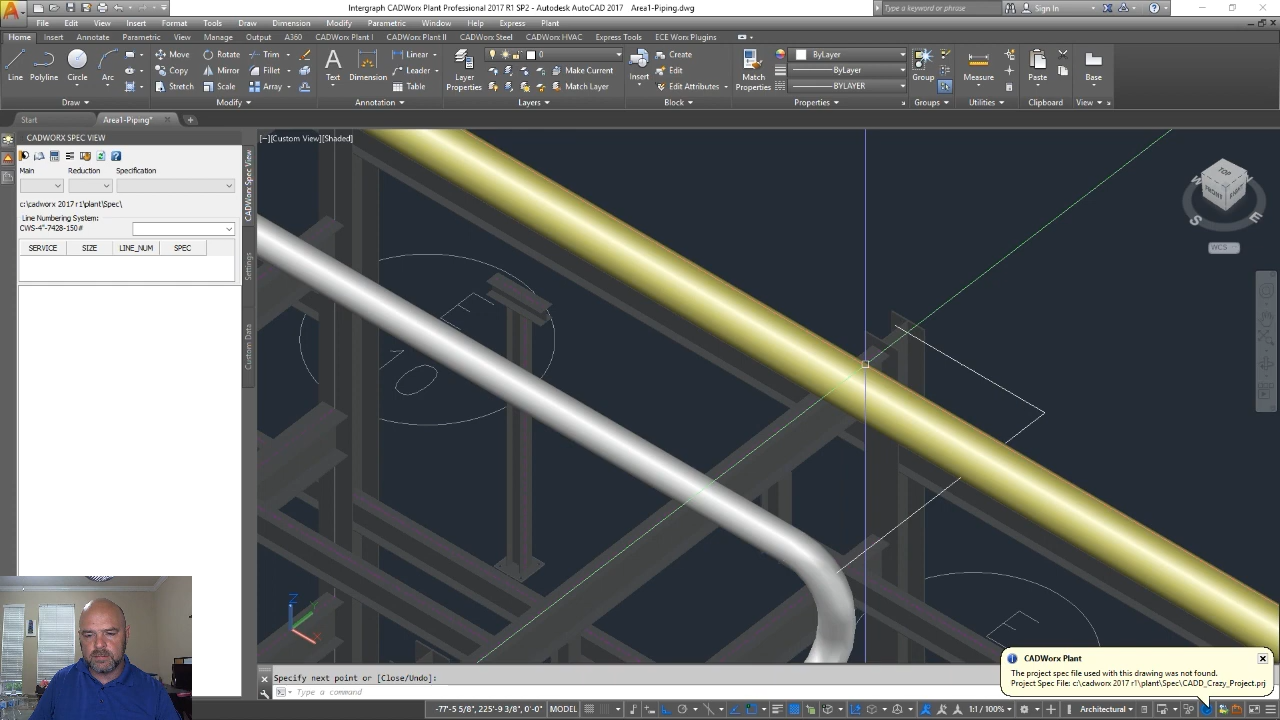 Intergraph CADWorx Plant Professional 2017 R1 SP2 - Autodesk AutoCAD 2017 Area1-Piping.dwg
Type a keyword or phrase
Sign In
File Edit View Insert Format Tools Draw Dimension Modify Parametric Window Help Express Plant
Home Insert Annotate Parametric View Manage Output A360 CADWorx Plant I CADWorx Plant II CADWorx Steel CADWorx HVAC Express Tools ECE Worx Plugins
Line Polyline Circle Arc
Move Rotate Trim
Copy Mirror Fillet
Stretch Scale Array
Text Dimension
Linear
Leader
Table
Layer Properties
0
Make Current
Match Layer
Insert
Create
Edit
Edit Attributes
Match Properties
ByLayer
ByLayer
BYLAYER
Group
Measure
Paste
Base
Draw Modify Annotation Layers Block Properties Groups Utilities Clipboard View
Start Area1-Piping*
CADWORX SPEC VIEW
[−][Custom View][Shaded]
Main Reduction Specification
c:\cadworx 2017 r1\plant\Spec\
Line Numbering System:
CWS-4"-7428-150#
SERVICE SIZE LINE_NUM SPEC
CADWorx Spec View
Settings
Custom Data
TOP
W
S
E
WCS
E
10
E
Z
X
CADWorx Plant
The project spec file used with this drawing was not found.
Project Spec File: c:\cadworx 2017 r1\plant\Spec\CADD_Crazy_Project.prj
Specify next point or [Close/Undo]:
Type a command
-77'-5 5/8", 225'-9 3/8", 0'-0" MODEL
1:1 / 100%
Architectural